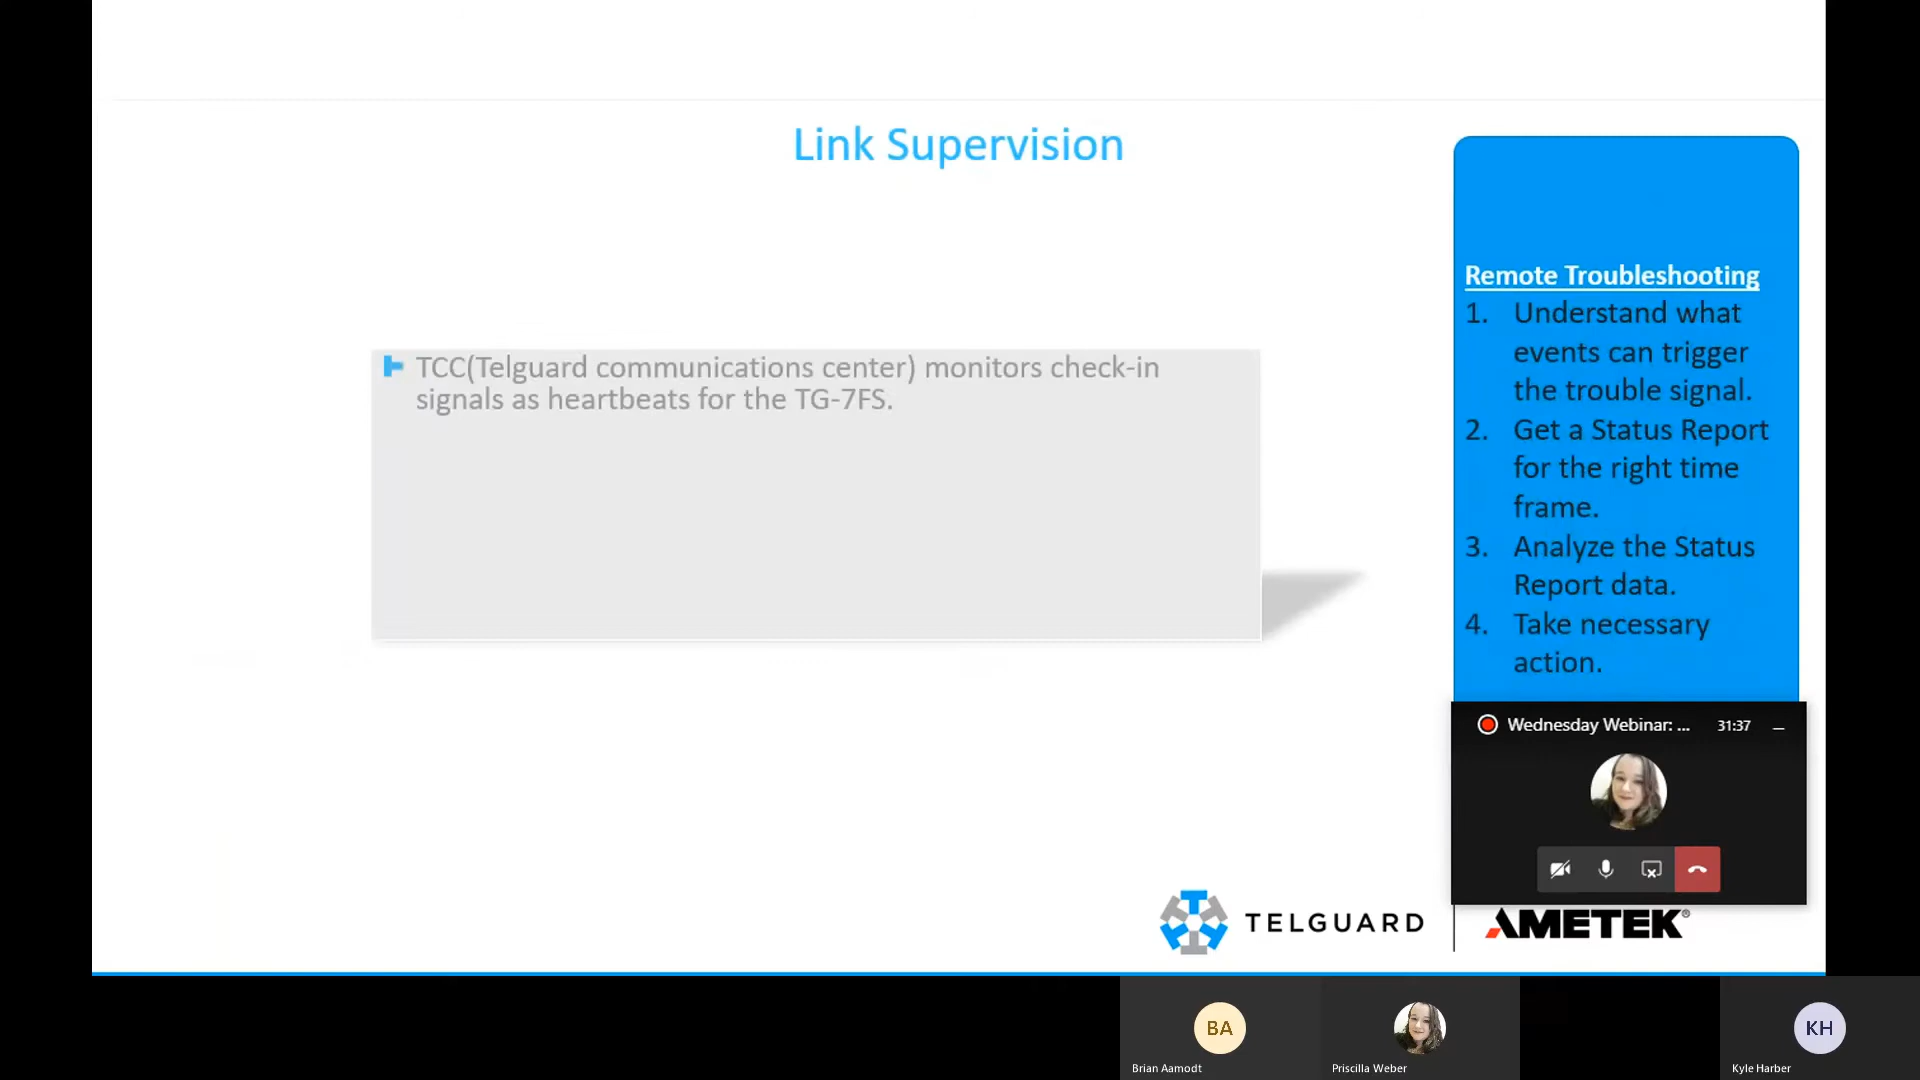 Link Supervision
TCC(Telguard communications center) monitors check-in
signals as heartbeats for the TG-7FS.
Remote Troubleshooting
1. Understand what
events can trigger
the trouble signal.
2. Get a Status Report
for the right time
frame.
3. Analyze the Status
Report data.
4. Take necessary
action.
Wednesday Webinar: ... 31:37
TELGUARD
AMETEK®
BA
KH
Brian Aamodt
Priscilla Weber
Kyle Harber